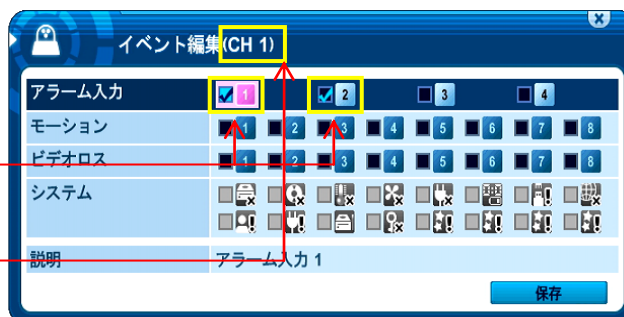 イベント編集(CH 1)
アラーム入力 1 2 3 4
モーション 1 2 3 4 5 6 7 8
ビデオロス 1 2 3 4 5 6 7 8
システム
説明 アラーム入力 1
保存